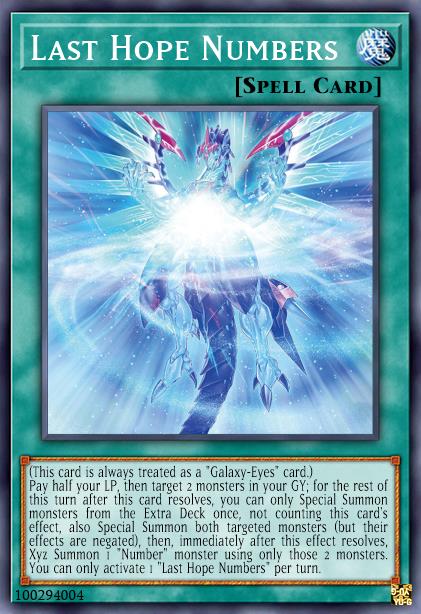 LAST HOPE NUMBERS
魔
[SPELL CARD]
(This card is always treated as a "Galaxy-Eyes" card.)
Pay half your LP, then target 2 monsters in your GY; for the rest of
this turn after this card resolves, you can only Special Summon
monsters from the Extra Deck once, not counting this card's
effect, also Special Summon both targeted monsters (but their
effects are negated), then, immediately after this effect resolves,
Xyz Summon 1 "Number" monster using only those 2 monsters.
You can only activate 1 "Last Hope Numbers" per turn.
100294004